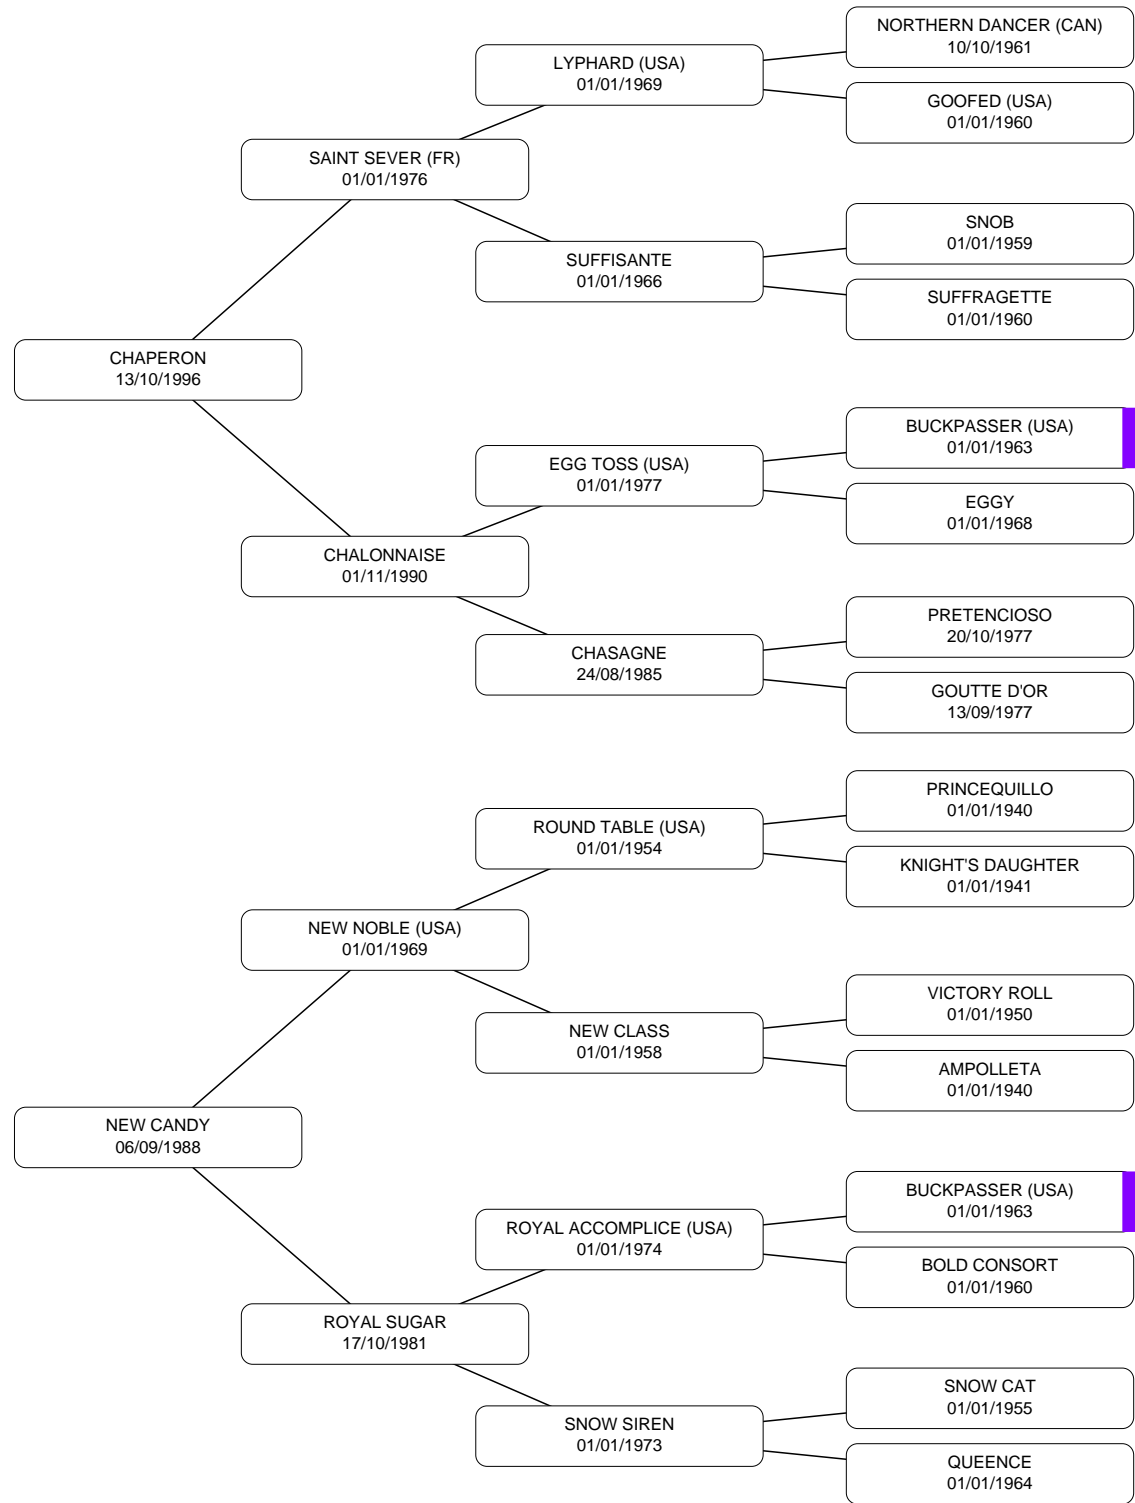 NORTHERN DANCER (CAN)
10/10/1961
LYPHARD (USA)
01/01/1969
GOOFED (USA)
01/01/1960
SAINT SEVER (FR)
01/01/1976
SNOB
01/01/1959
SUFFISANTE
01/01/1966
SUFFRAGETTE
01/01/1960
CHAPERON
13/10/1996
BUCKPASSER (USA)
01/01/1963
EGG TOSS (USA)
01/01/1977
EGGY
01/01/1968
CHALONNAISE
01/11/1990
PRETENCIOSO
20/10/1977
CHASAGNE
24/08/1985
GOUTTE D'OR
13/09/1977
PRINCEQUILLO
01/01/1940
ROUND TABLE (USA)
01/01/1954
KNIGHT'S DAUGHTER
01/01/1941
NEW NOBLE (USA)
01/01/1969
VICTORY ROLL
01/01/1950
NEW CLASS
01/01/1958
AMPOLLETA
01/01/1940
NEW CANDY
06/09/1988
BUCKPASSER (USA)
01/01/1963
ROYAL ACCOMPLICE (USA)
01/01/1974
BOLD CONSORT
01/01/1960
ROYAL SUGAR
17/10/1981
SNOW CAT
01/01/1955
SNOW SIREN
01/01/1973
QUEENCE
01/01/1964